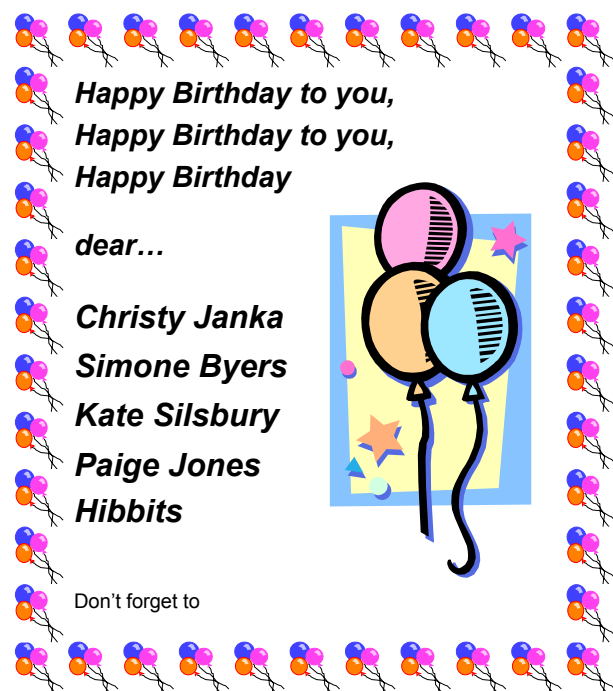 Happy Birthday to you,
Happy Birthday to you,
Happy Birthday
dear…
Christy Janka
Simone Byers
Kate Silsbury
Paige Jones
Hibbits
Don’t forget to